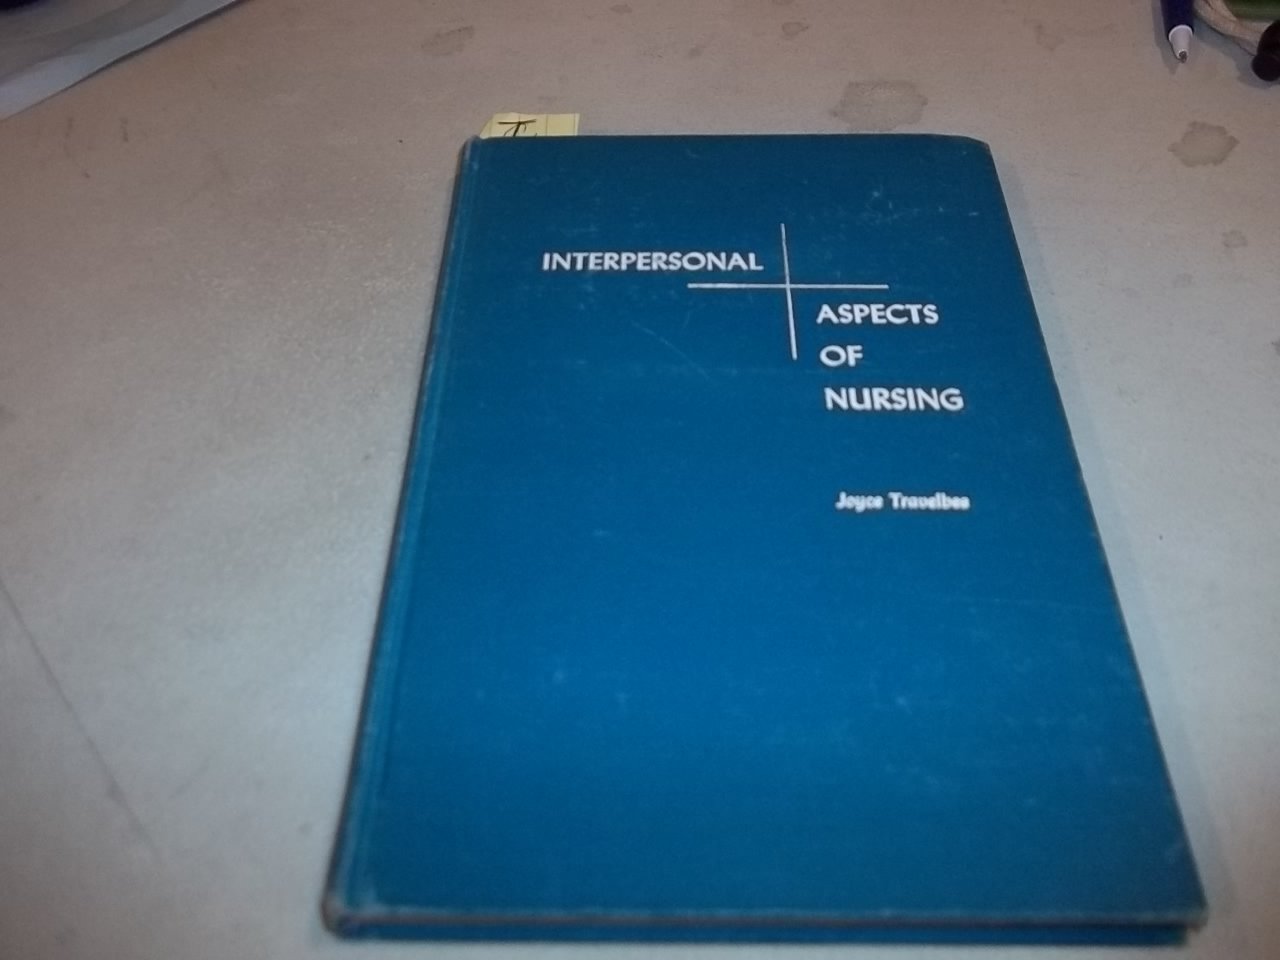 INTERPERSONAL
ASPECTS
OF
NURSING
Joyce Travelbee